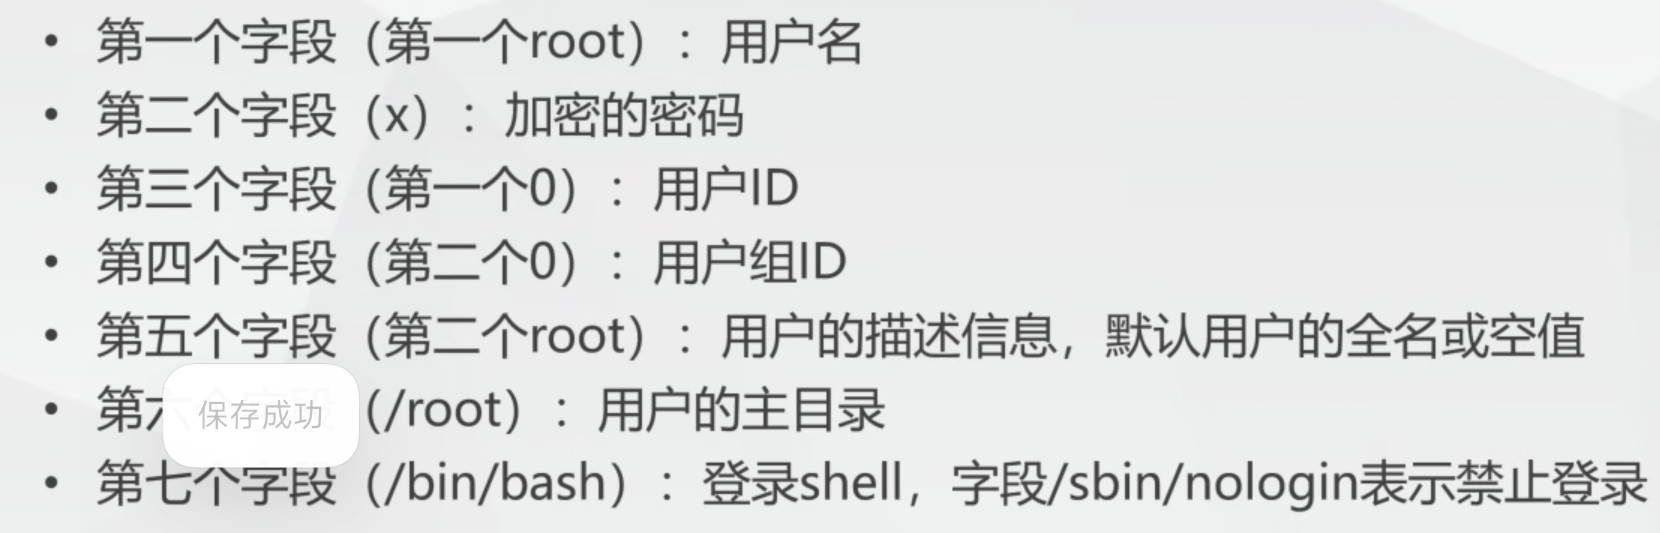 • 第一个字段（第一个root）：用户名
• 第二个字段（x）：加密的密码
• 第三个字段（第一个0）：用户ID
• 第四个字段（第二个0）：用户组ID
• 第五个字段（第二个root）：用户的描述信息，默认用户的全名或空值
• 第六个字段（/root）：用户的主目录
保存成功
• 第七个字段（/bin/bash）：登录shell，字段/sbin/nologin表示禁止登录